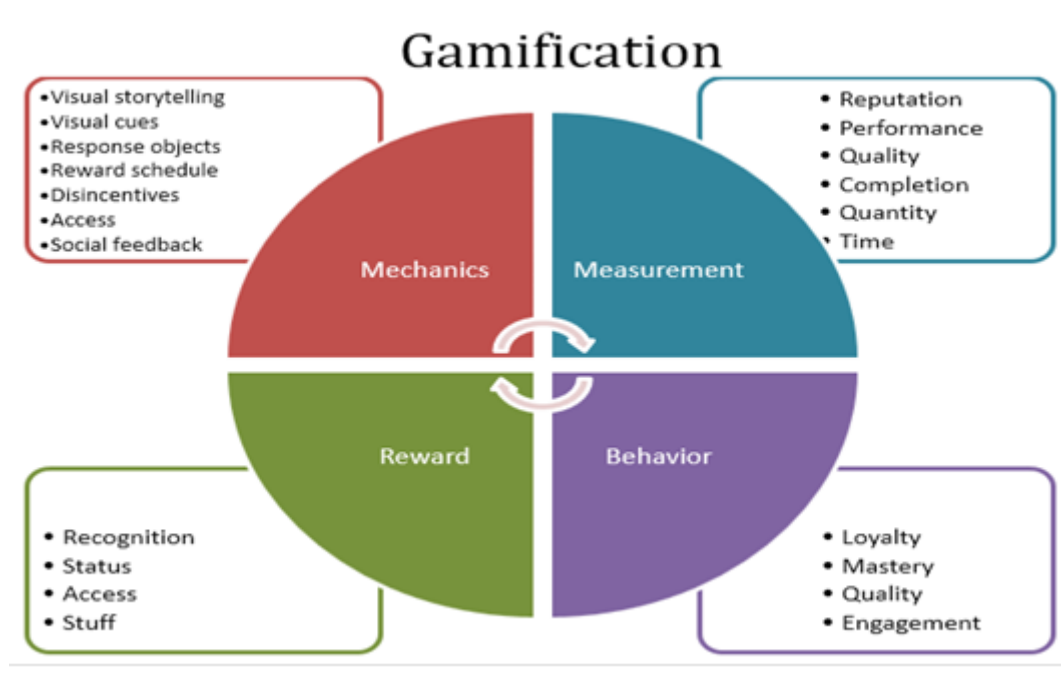 Gamification
•Visual storytelling
•Visual cues
•Response objects
•Reward schedule
•Disincentives
•Access
•Social feedback
• Reputation
• Performance
• Quality
• Completion
• Quantity
• Time
Mechanics
Measurement
Reward
Behavior
• Recognition
• Status
• Access
• Stuff
• Loyalty
• Mastery
• Quality
• Engagement